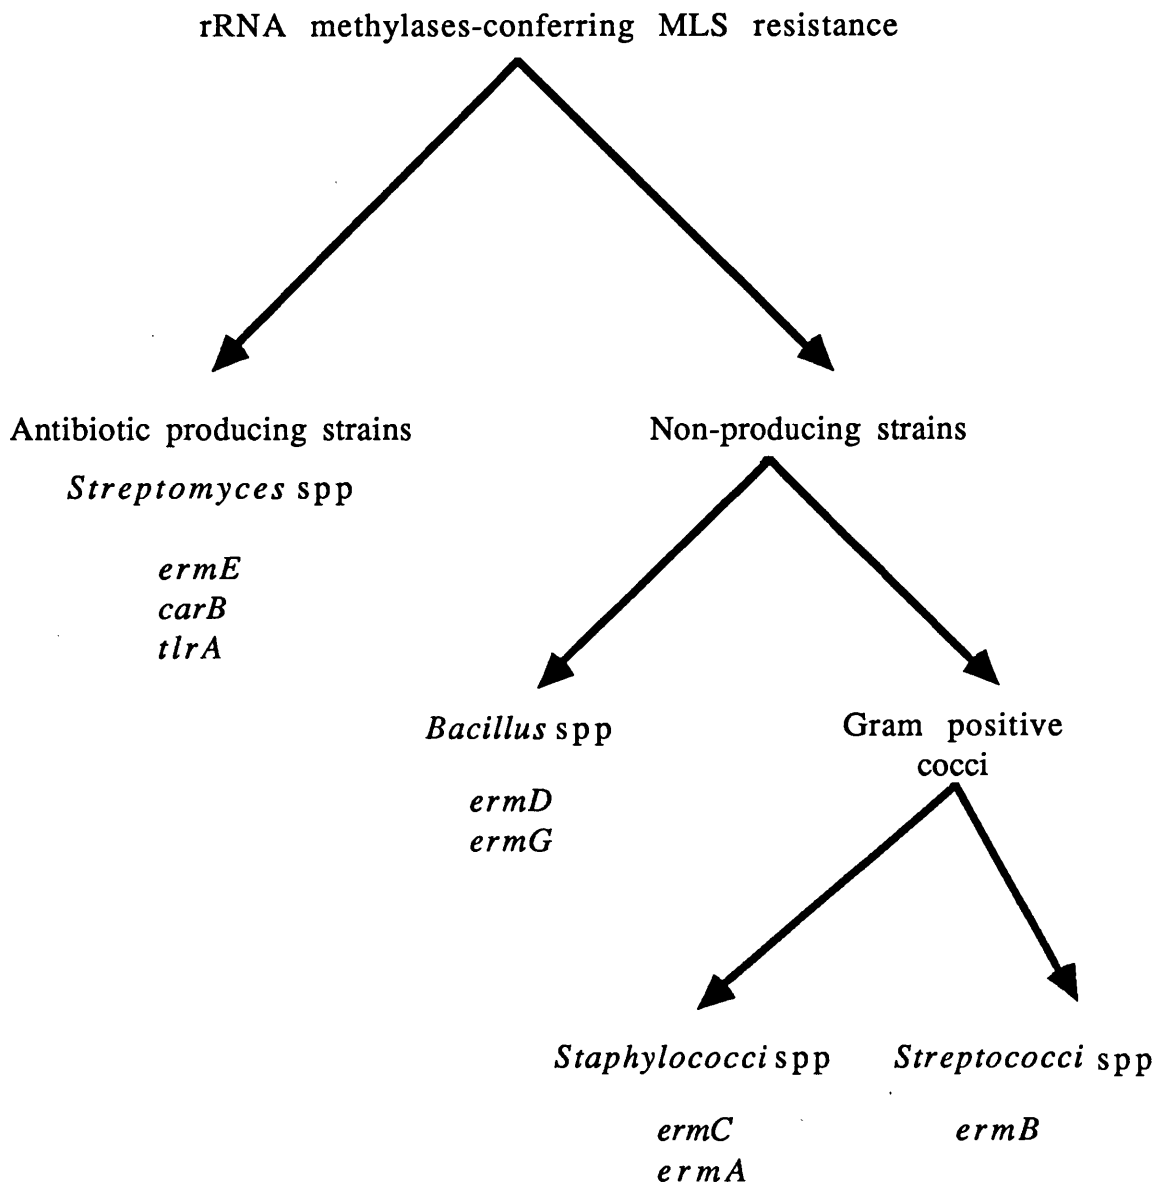 rRNA methylases-conferring MLS resistance
Antibiotic producing strains
Non-producing strains
Streptomyces spp
ermE
carB
tlrA
Bacillus spp
ermD
ermG
Gram positive
cocci
Staphylococci spp
ermC
ermA
Streptococci spp
ermB